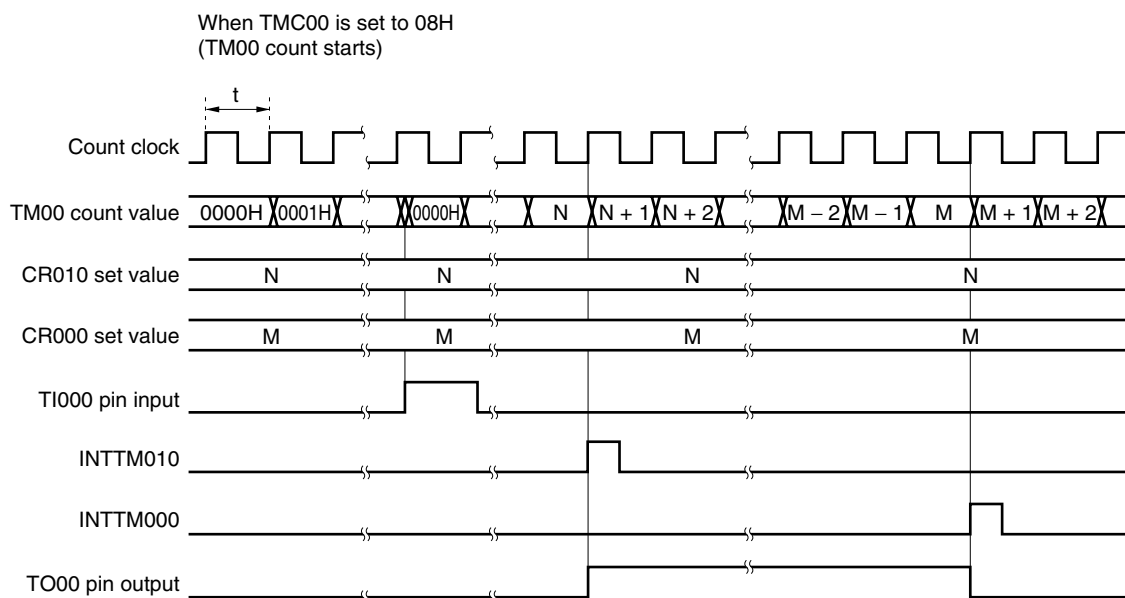 When TMC00 is set to 08H
(TM00 count starts)
t
Count clock
TM00 count value 0000H 0001H 0000H N N + 1 N + 2 M − 2 M − 1 M M + 1 M + 2
CR010 set value N N N N
CR000 set value M M M M
TI000 pin input
INTTM010
INTTM000
TO00 pin output